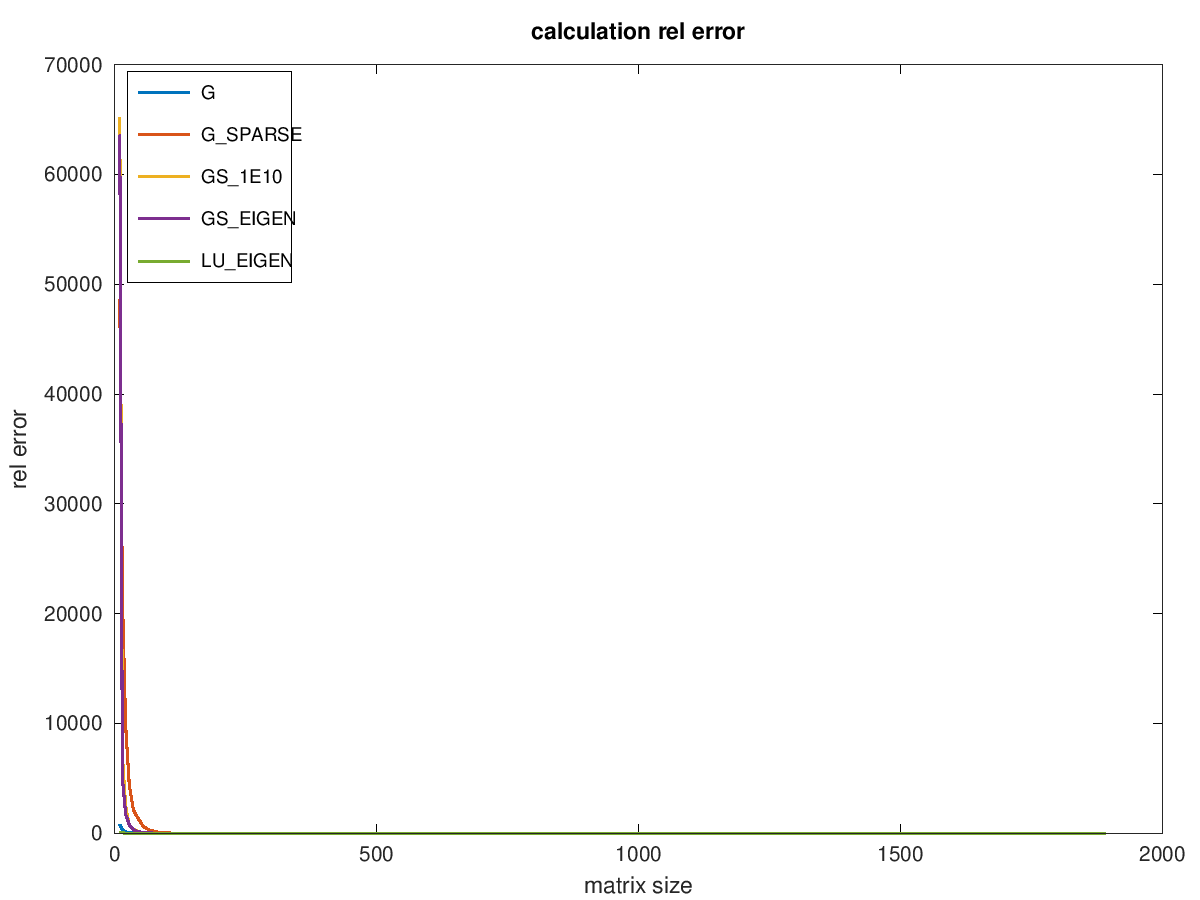 calculation rel error
70000
60000
50000
40000
30000
20000
10000
0
rel error
G
G_SPARSE
GS_1E10
GS_EIGEN
LU_EIGEN
0
500
1000
1500
2000
matrix size